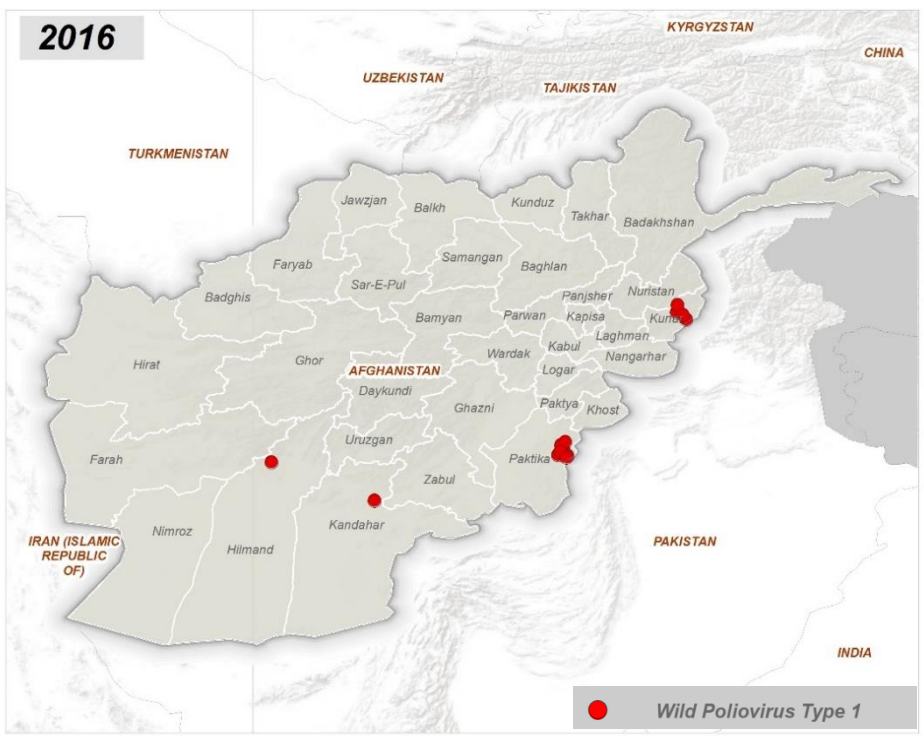 2016
KYRGYZSTAN
CHINA
UZBEKISTAN
TAJIKISTAN
TURKMENISTAN
Jawzjan
Balkh
Kunduz
Takhar
Badakhshan
Faryab
Sar-E-Pul
Samangan
Baghlan
Badghis
Panjsher
Nuristan
Bamyan
Parwan
Kapisa
Kunar
Laghman
Hirat
Ghor
Wardak
Kabul
Nangarhar
AFGHANISTAN
Logar
Daykundi
Ghazni
Paktya
Khost
Farah
Uruzgan
Zabul
Paktika
Nimroz
Hilmand
Kandahar
IRAN (ISLAMIC
REPUBLIC
OF)
PAKISTAN
INDIA
Wild Poliovirus Type 1